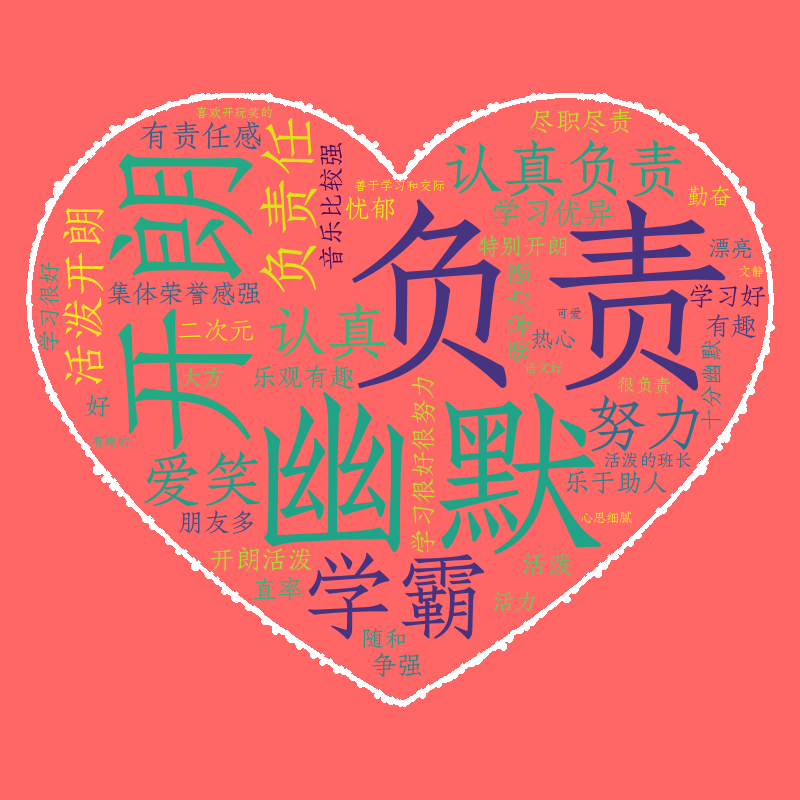 喜欢开玩笑的
有责任感
尽职尽责
开朗
负责任
音乐比较强
认真负责
善于学习和交际
勤奋
忧郁
学习优异
活泼开朗
负责
特别开朗
漂亮
文静
学习很好
集体荣誉感强
学习好
可爱
有趣
二次元
认真
热心
十分幽默
大方
乐观有趣
很负责
好
幽默
学习很好很努力
努力
爱笑
活泼的班长
乐于助人
朋友多
心思细腻
开朗活泼
学霸
活泼
直率
活力
随和
争强